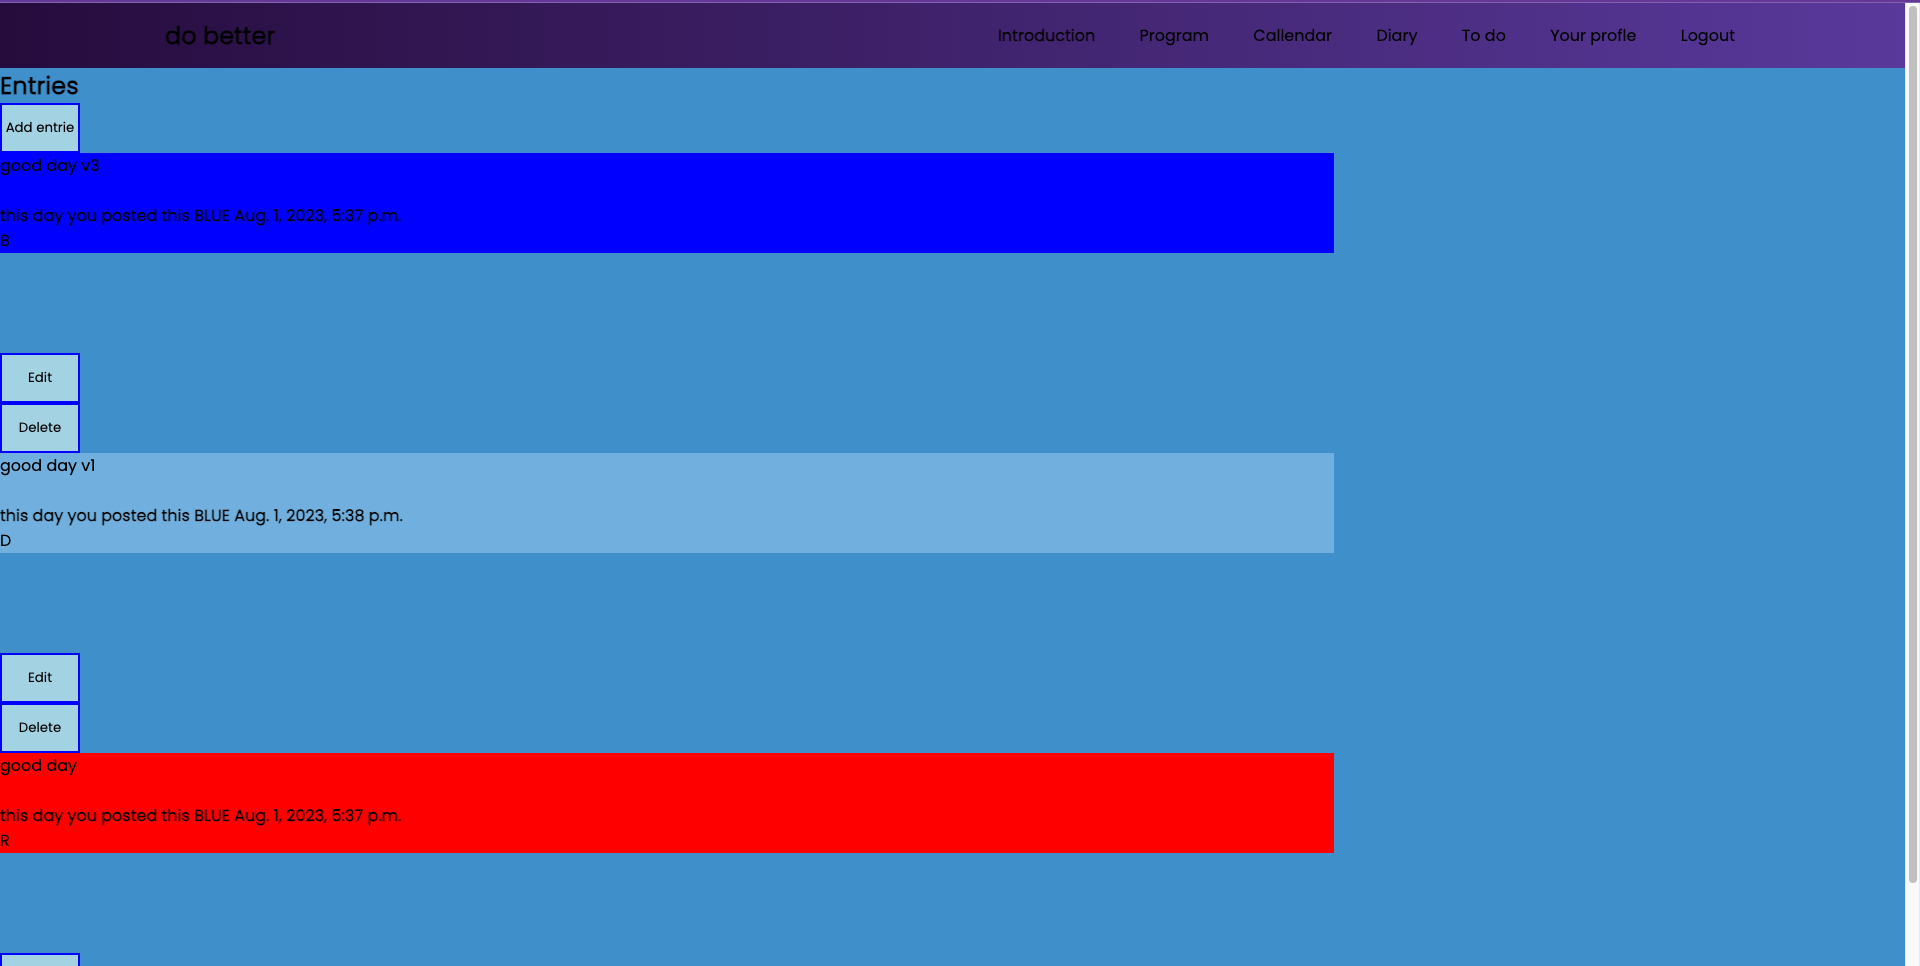 do better
Introduction Program Callendar Diary To do Your profle Logout
Entries
Add entrie
good day v3
this day you posted this BLUE Aug. 1, 2023, 5:37 p.m.
B
Edit
Delete
good day v1
this day you posted this BLUE Aug. 1, 2023, 5:38 p.m.
D
Edit
Delete
good day
this day you posted this BLUE Aug. 1, 2023, 5:37 p.m.
R